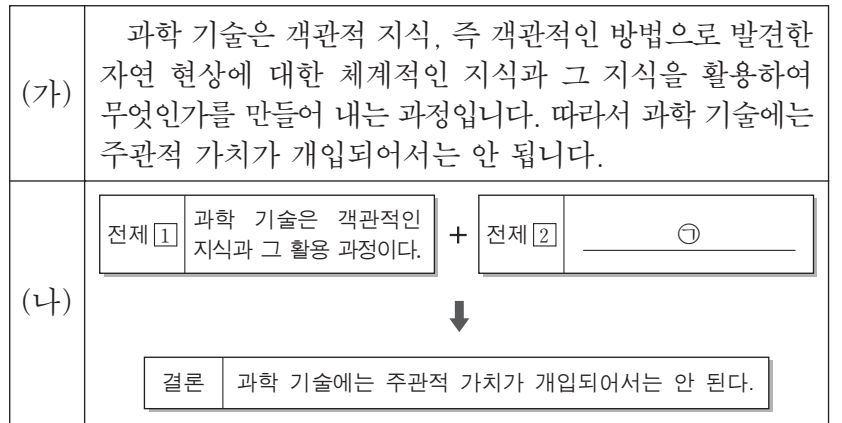 (가)
과학 기술은 객관적 지식, 즉 객관적인 방법으로 발견한
자연 현상에 대한 체계적인 지식과 그 지식을 활용하여
무엇인가를 만들어 내는 과정입니다. 따라서 과학 기술에는
주관적 가치가 개입되어서는 안 됩니다.
(나)
전제 1 과학 기술은 객관적인
지식과 그 활용 과정이다.
+
전제 2 ㉠
결론 과학 기술에는 주관적 가치가 개입되어서는 안 된다.